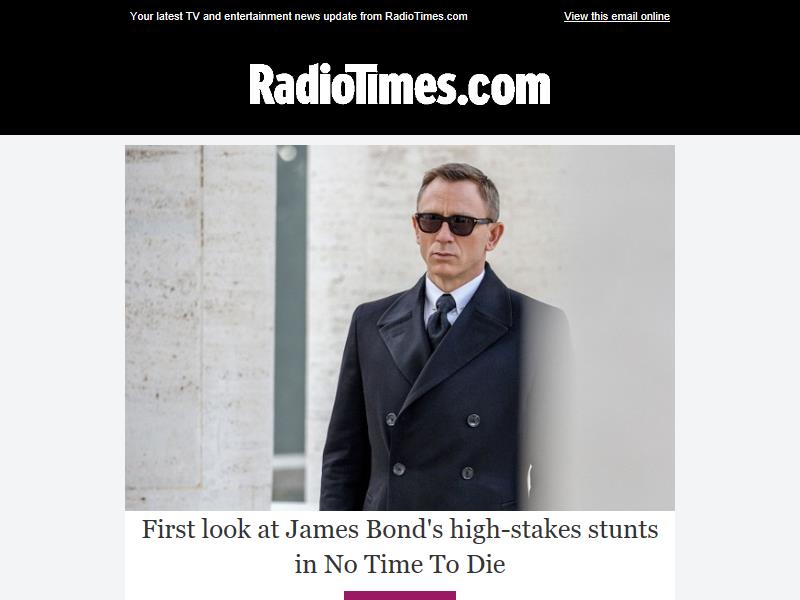 Your latest TV and entertainment news update from RadioTimes.com
View this email online
RadioTimes.com
First look at James Bond's high-stakes stunts
in No Time To Die